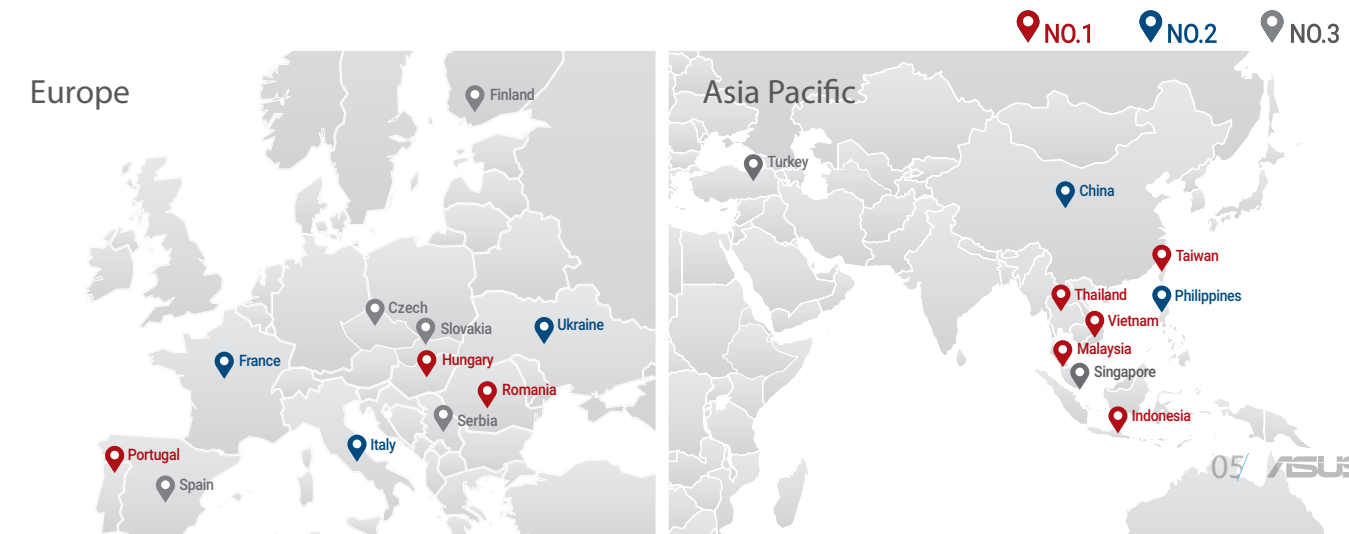 NO.1
NO.2
NO.3
Europe
Finland
Czech
Slovakia
Ukraine
France
Hungary
Romania
Serbia
Italy
Portugal
Spain
Asia Pacific
Turkey
China
Taiwan
Thailand
Philippines
Vietnam
Malaysia
Singapore
Indonesia
05/ ASUS